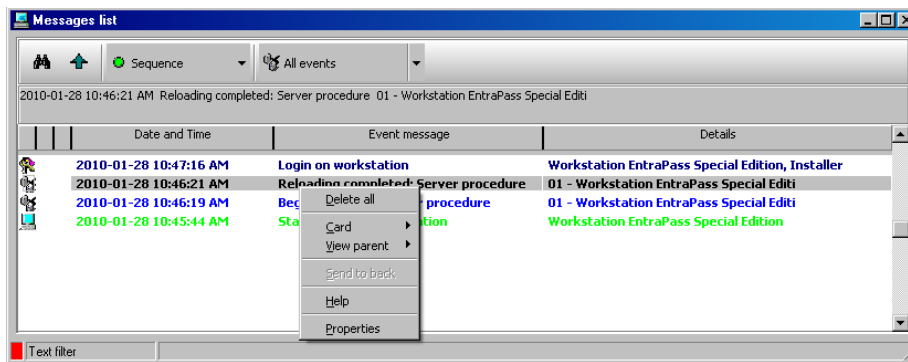 Messages list
Sequence All events
2010-01-28 10:46:21 AM Reloading completed: Server procedure 01 - Workstation EntraPass Special Editi
Date and Time Event message Details
2010-01-28 10:47:16 AM Login on workstation Workstation EntraPass Special Edition, Installer
2010-01-28 10:46:21 AM Reloading completed: Server procedure 01 - Workstation EntraPass Special Editi
2010-01-28 10:46:19 AM procedure 01 - Workstation EntraPass Special Editi
2010-01-28 10:45:44 AM Workstation EntraPass Special Edition
Delete all
Card
View parent
Send to back
Help
Properties
Text filter